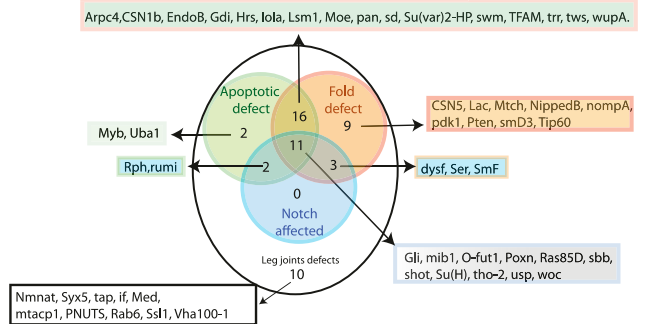 Arpc4,CSN1b, EndoB, Gdi, Hrs, lola, Lsm1, Moe, pan, sd, Su(var)2-HP, swm, TFAM, trr, tws, wupA.
Apoptotic
defect
Fold
defect
16
2
9
11
2
3
0
Notch
affected
CSN5, Lac, Mtch, NippedB, nompA,
pdk1, Pten, smD3, Tip60
Myb, Uba1
Rph,rumi
dysf, Ser, SmF
Gli, mib1, O-fut1, Poxn, Ras85D, sbb,
shot, Su(H), tho-2, usp, woc
Leg joints defects
10
Nmnat, Syx5, tap, if, Med,
mtacp1, PNUTS, Rab6, Ssl1, Vha100-1